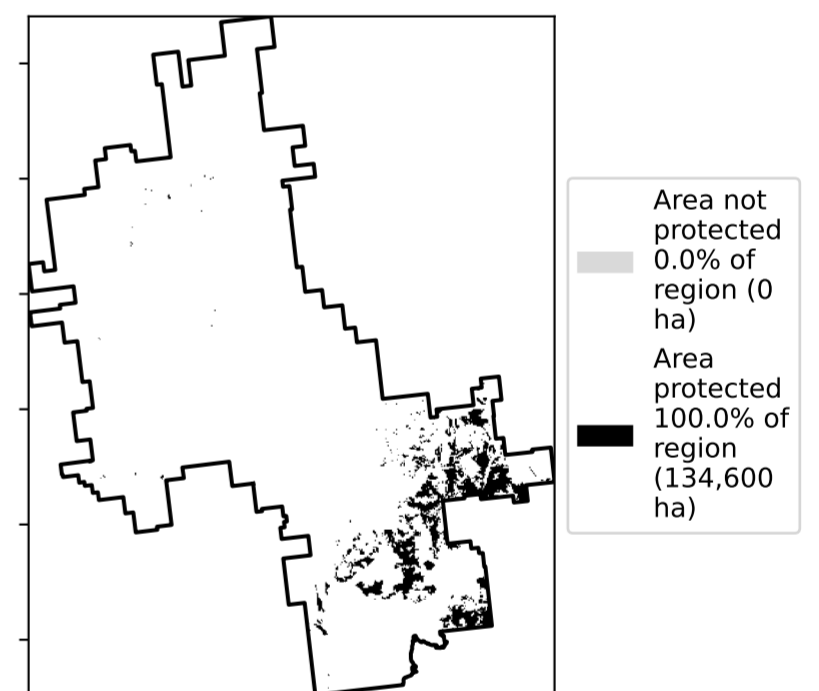 Area not
protected
0.0% of
region (0
ha)
Area
protected
100.0% of
region
(134,600
ha)